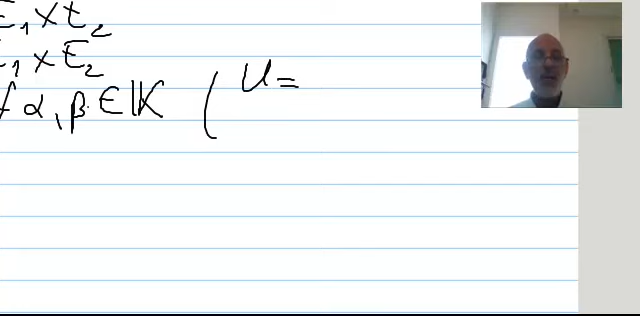 E₁ x E₂
E₁ x E₂
∀ α, β ∈ 𝕂 ( U =